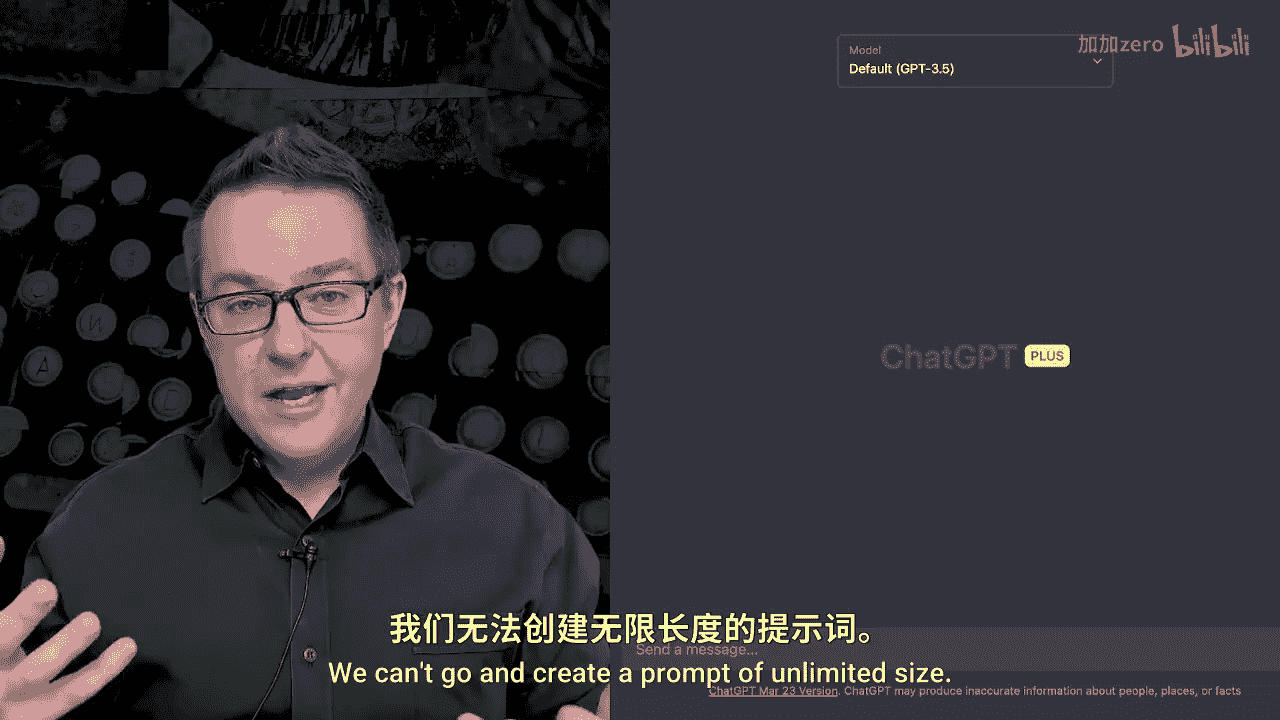 加加zero bilibili
Model
Default (GPT-3.5)
ChatGPT PLUS
我们无法创建无限长度的提示词。
Send a message...
We can't go and create a prompt of unlimited size.
ChatGPT Mar 23 Version. ChatGPT may produce inaccurate information about people, places, or facts